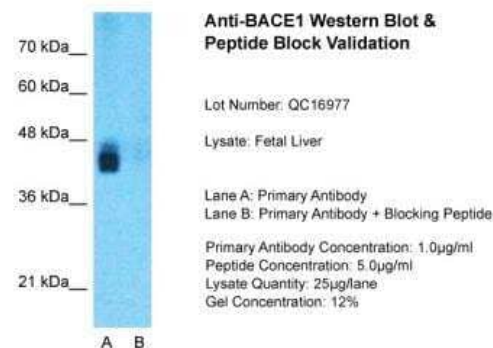 Anti-BACE1 Western Blot &
Peptide Block Validation
70 kDa
60 kDa
48 kDa
36 kDa
21 kDa
A B
Lot Number: QC16977
Lysate: Fetal Liver
Lane A: Primary Antibody
Lane B: Primary Antibody + Blocking Peptide
Primary Antibody Concentration: 1.0µg/ml
Peptide Concentration: 5.0µg/ml
Lysate Quantity: 25µg/lane
Gel Concentration: 12%